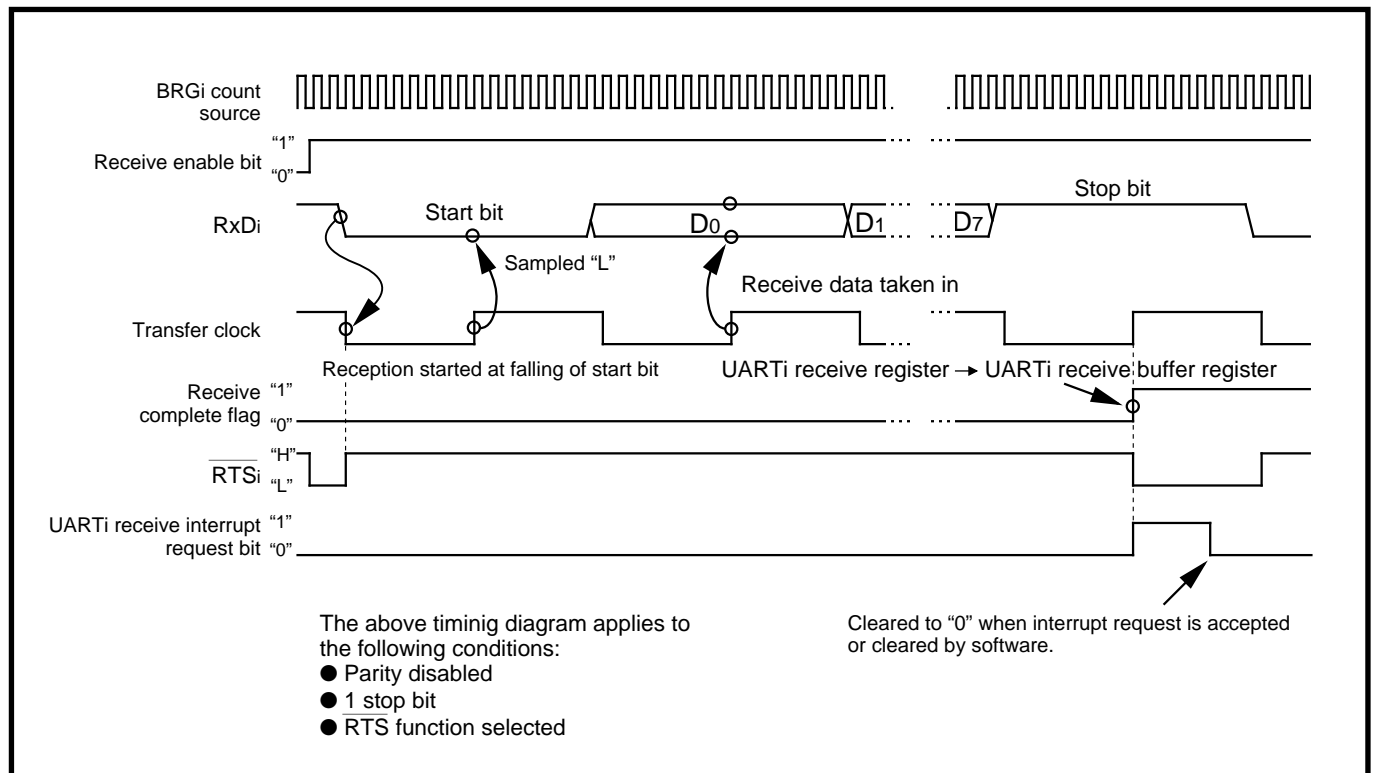 BRGi count
source
“1”
Receive enable bit
“0”
RxDi
Start bit
D0
D1
D7
Stop bit
Sampled “L”
Receive data taken in
Transfer clock
Reception started at falling of start bit
UARTi receive register → UARTi receive buffer register
Receive
complete flag
“1”
“0”
RTSi
“H”
“L”
UARTi receive interrupt
request bit
“1”
“0”
The above timinig diagram applies to
the following conditions:
● Parity disabled
● 1 stop bit
● RTS function selected
Cleared to “0” when interrupt request is accepted
or cleared by software.